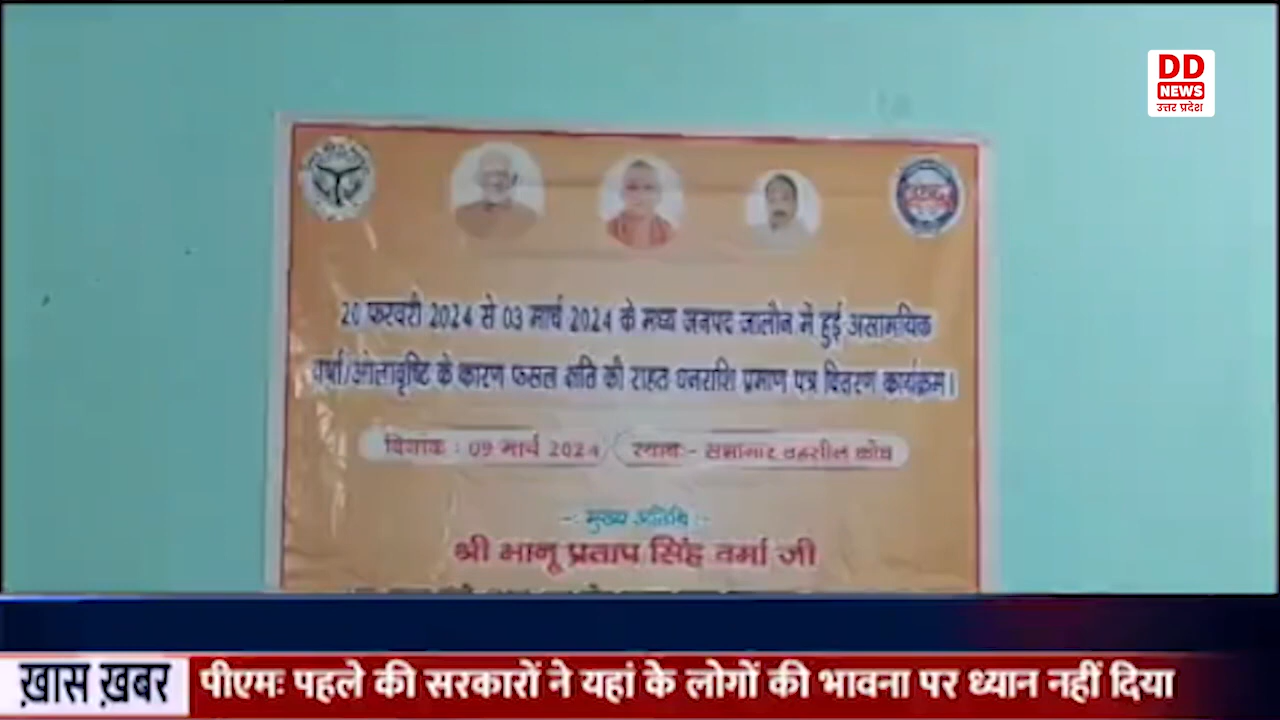 DD
NEWS
उत्तर प्रदेश
20 फरवरी 2024 से 03 मार्च 2024 के मध्य जनपद जालौन में हुई असामयिक
वर्षा/ओलावृष्टि के कारण फसल क्षति की राहत धनराशि प्रमाण पत्र वितरण कार्यक्रम।
दिनांक : 09 मार्च 2024 स्थान:- सभागार तहसील कोंच
-: मुख्य अतिथि :-
श्री भानू प्रताप सिंह वर्मा जी
ख़ास ख़बर पीएमः पहले की सरकारों ने यहां के लोगों की भावना पर ध्यान नहीं दिया